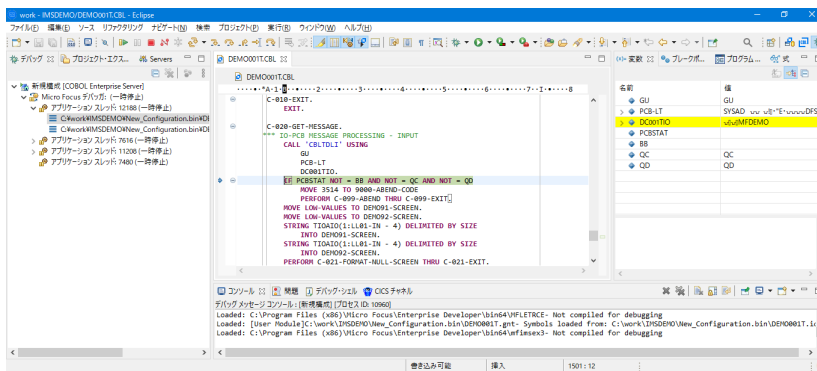 work - IMSDEMO/DEMO001T.CBL - Eclipse
ファイル(F) 編集(E) ソース リファクタリング ナビゲート(N) 検索 プロジェクト(P) 実行(R) ウィンドウ(W) ヘルプ(H)
デバッグ プロジェクト・エクス... Servers
新規構成 [COBOL Enterprise Server]
Micro Focus デバッガ: (一時停止)
アプリケーション スレッド: 12188 (一時停止)
C:¥work¥IMSDEMO¥New_Configuration.bin¥DI
C:¥work¥IMSDEMO¥New_Configuration.bin¥DI
アプリケーション スレッド: 7616 (一時停止)
アプリケーション スレッド: 11208 (一時停止)
アプリケーション スレッド: 7480 (一時停止)
DEMO001T.CBL
DEMO001T.CBL
C-010-EXIT.
EXIT.
C-020-GET-MESSAGE.
*** IO-PCB MESSAGE PROCESSING - INPUT
CALL 'CBLTDLI' USING
GU
PCB-LT
DC001TIO.
IF PCBSTAT NOT = BB AND NOT = QC AND NOT = QD
MOVE 3514 TO 9000-ABEND-CODE
PERFORM C-099-ABEND THRU C-099-EXIT.
MOVE LOW-VALUES TO DEMO91-SCREEN.
MOVE LOW-VALUES TO DEMO92-SCREEN.
STRING TIOAIO(1:LL01-IN - 4) DELIMITED BY SIZE
INTO DEMO91-SCREEN.
STRING TIOAIO(1:LL01-IN - 4) DELIMITED BY SIZE
INTO DEMO92-SCREEN.
PERFORM C-021-FORMAT-NULL-SCREEN THRU C-021-EXIT.
変数 ブレークポ... プログラム... 式
名前 値
GU GU
PCB-LT
DC001TIO
PCBSTAT
BB
QC QC
QD QD
コンソール 問題 デバッグ・シェル CICS チャネル
デバッグ メッセージ コンソール : [新規構成] [プロセス ID: 10960]
Loaded: C:\Program Files (x86)\Micro Focus\Enterprise Developer\bin64\MFLETRCE- Not compiled for debugging
Loaded: [User Module]C:\work\IMSDEMO\New_Configuration.bin\DEMO001T.gnt- Symbols loaded from: C:\work\IMSDEMO\New_Configuration.bin\DEMO001T.id
Loaded: C:\Program Files (x86)\Micro Focus\Enterprise Developer\bin64\mfimsex3- Not compiled for debugging
書き込み可能 挿入 1501 : 12